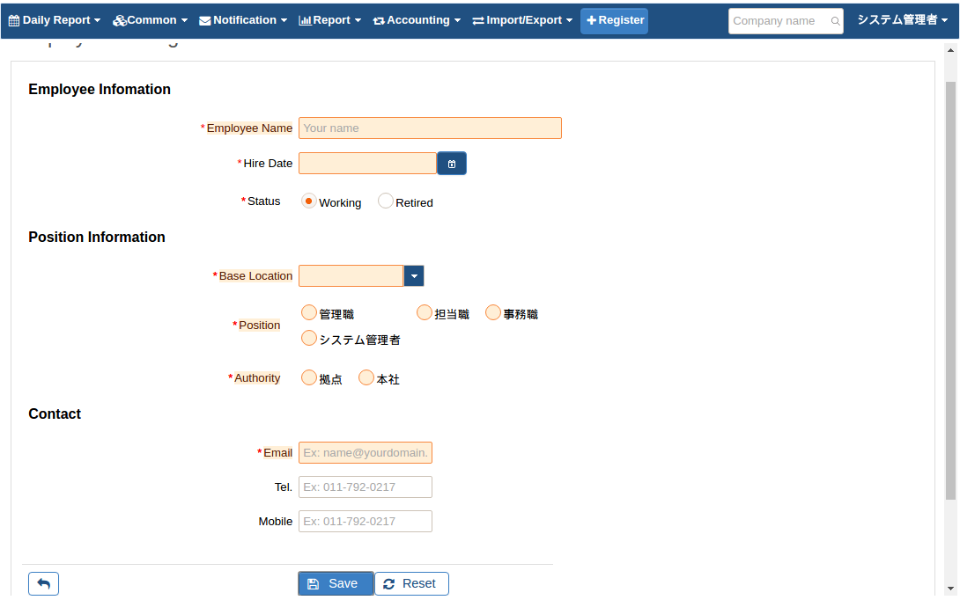 Daily Report Common Notification Report Accounting Import/Export Register Company name システム管理者
Employee Infomation
*Employee Name Your name
*Hire Date
*Status Working Retired
Position Information
*Base Location
*Position 管理職 担当職 事務職
システム管理者
*Authority 拠点 本社
Contact
*Email Ex: name@yourdomain.
Tel. Ex: 011-792-0217
Mobile Ex: 011-792-0217
Save Reset